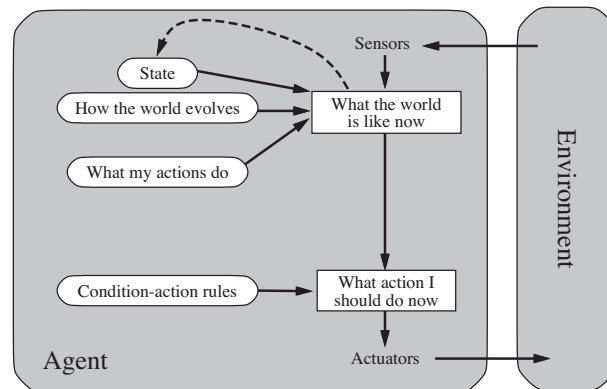 Sensors
State
How the world evolves
What the world
is like now
What my actions do
Condition-action rules
What action I
should do now
Agent
Actuators
Environment